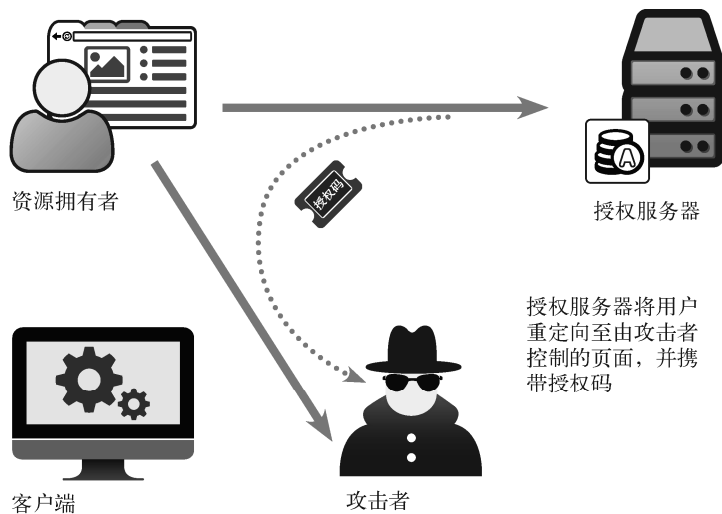 资源拥有者
授权码
A
授权服务器
授权服务器将用户
重定向至由攻击者
控制的页面，并携
带授权码
客户端
攻击者